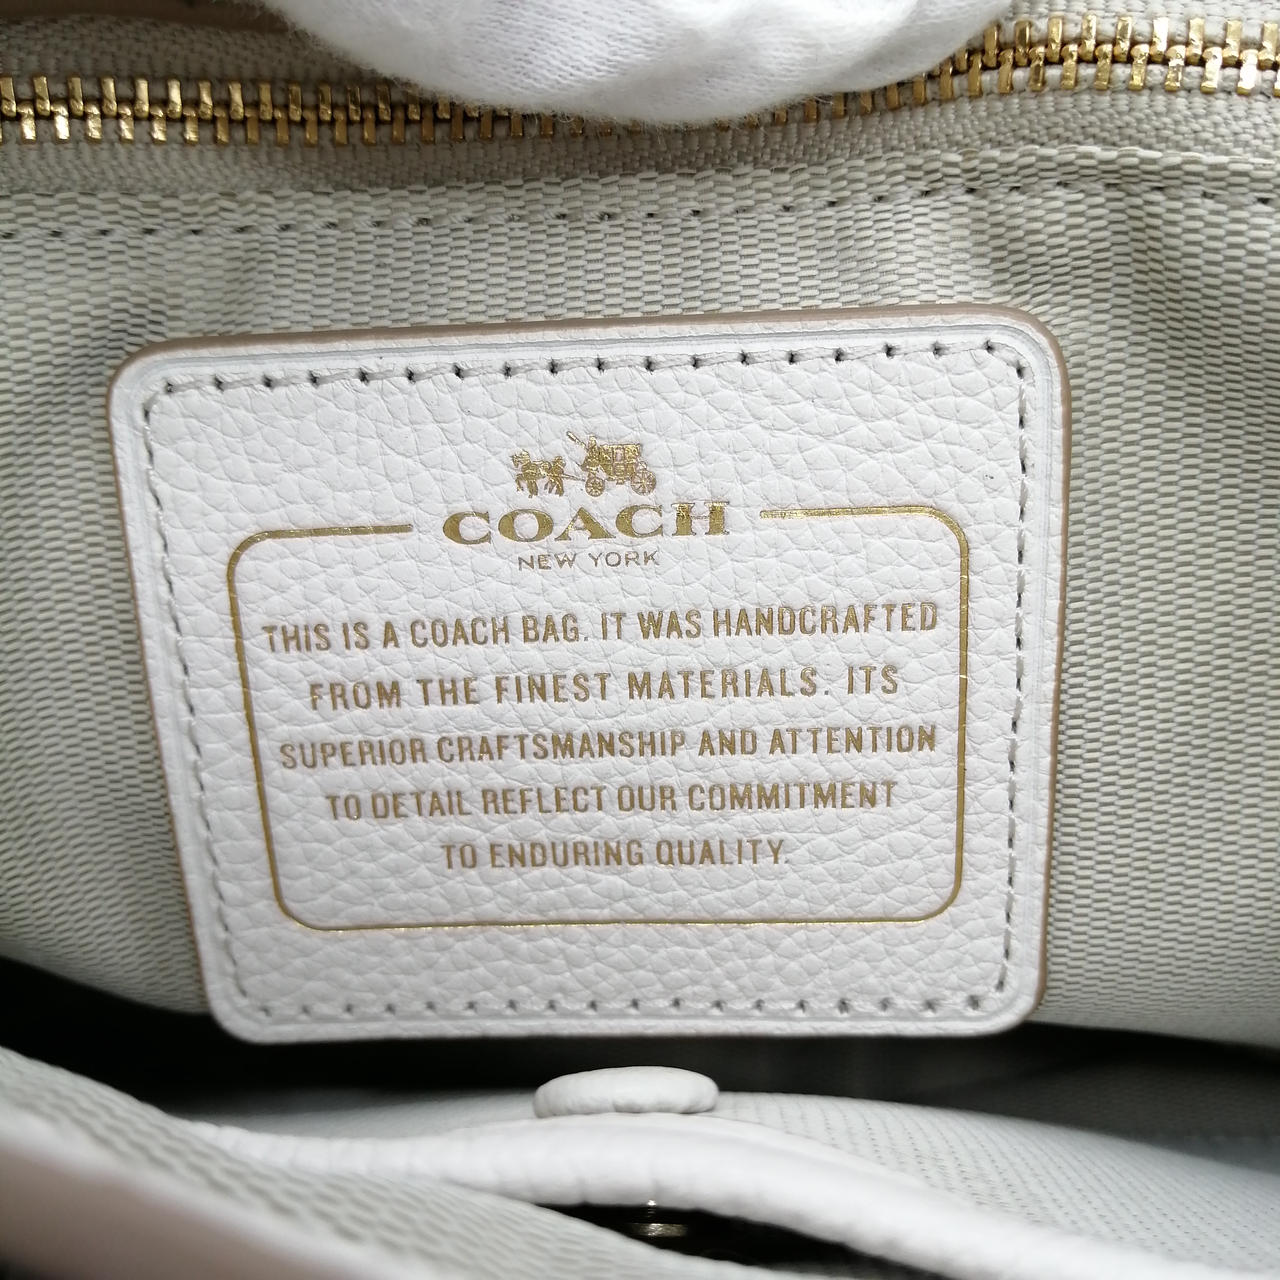 COACH
NEW YORK
THIS IS A COACH BAG. IT WAS HANDCRAFTED
FROM THE FINEST MATERIALS. ITS
SUPERIOR CRAFTSMANSHIP AND ATTENTION
TO DETAIL REFLECT OUR COMMITMENT
TO ENDURING QUALITY.